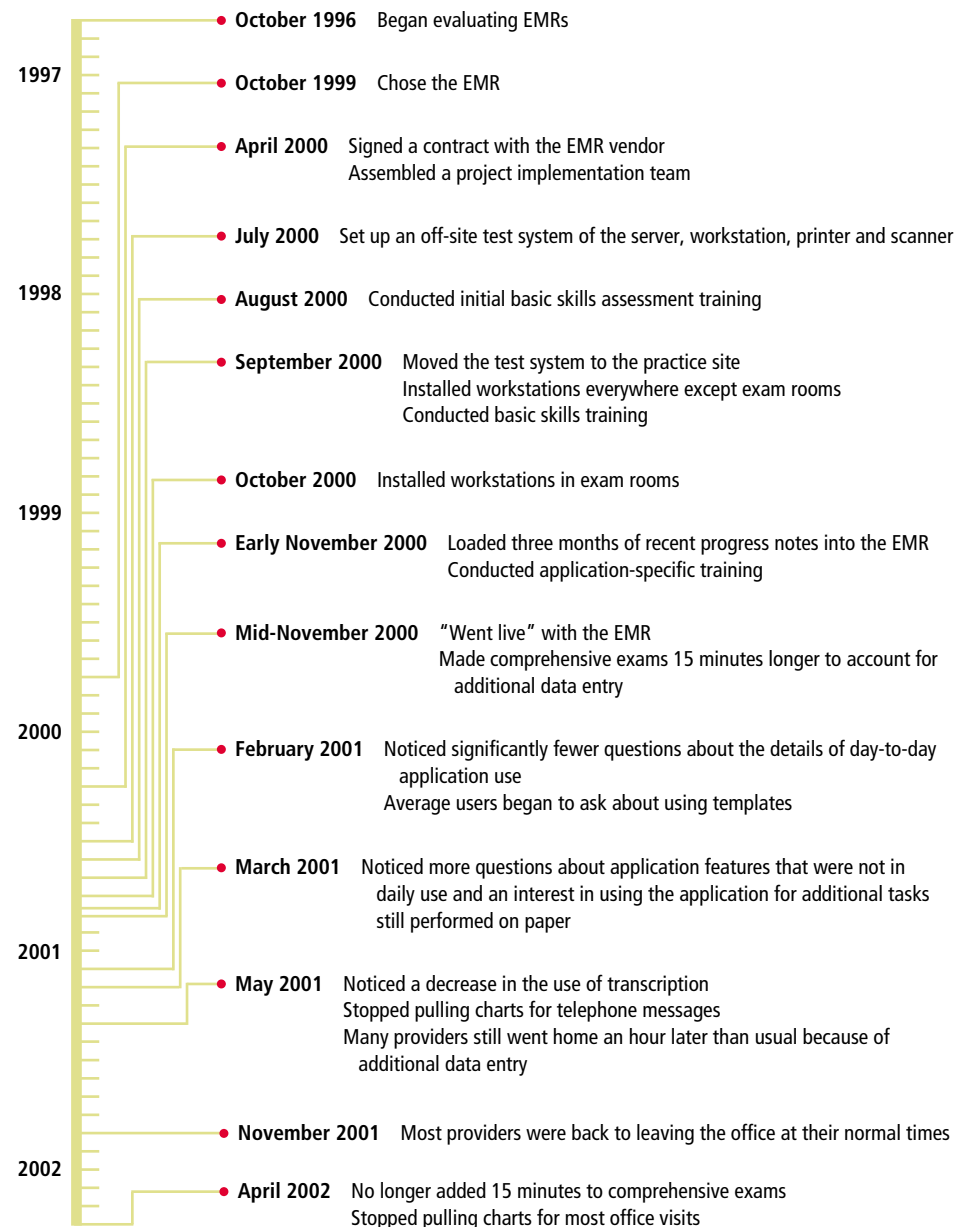 October 1996 Began evaluating EMRs
1997
October 1999 Chose the EMR
April 2000 Signed a contract with the EMR vendor
Assembled a project implementation team
July 2000 Set up an off-site test system of the server, workstation, printer and scanner
1998
August 2000 Conducted initial basic skills assessment training
September 2000 Moved the test system to the practice site
Installed workstations everywhere except exam rooms
Conducted basic skills training
October 2000 Installed workstations in exam rooms
1999
Early November 2000 Loaded three months of recent progress notes into the EMR
Conducted application-specific training
Mid-November 2000 “Went live” with the EMR
Made comprehensive exams 15 minutes longer to account for
additional data entry
2000
February 2001 Noticed significantly fewer questions about the details of day-to-day
application use
Average users began to ask about using templates
March 2001 Noticed more questions about application features that were not in
daily use and an interest in using the application for additional tasks
still performed on paper
2001
May 2001 Noticed a decrease in the use of transcription
Stopped pulling charts for telephone messages
Many providers still went home an hour later than usual because of
additional data entry
November 2001 Most providers were back to leaving the office at their normal times
2002
April 2002 No longer added 15 minutes to comprehensive exams
Stopped pulling charts for most office visits